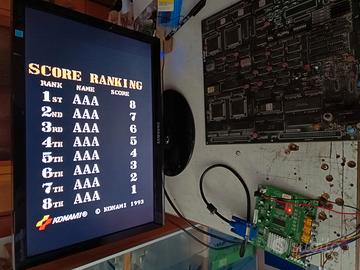 SCORE RANKING
RANK NAME SCORE
1ST AAA 8
2ND AAA 7
3RD AAA 6
4TH AAA 5
5TH AAA 4
6TH AAA 3
7TH AAA 2
8TH AAA 1
KONAMI® © KONAMI 1993